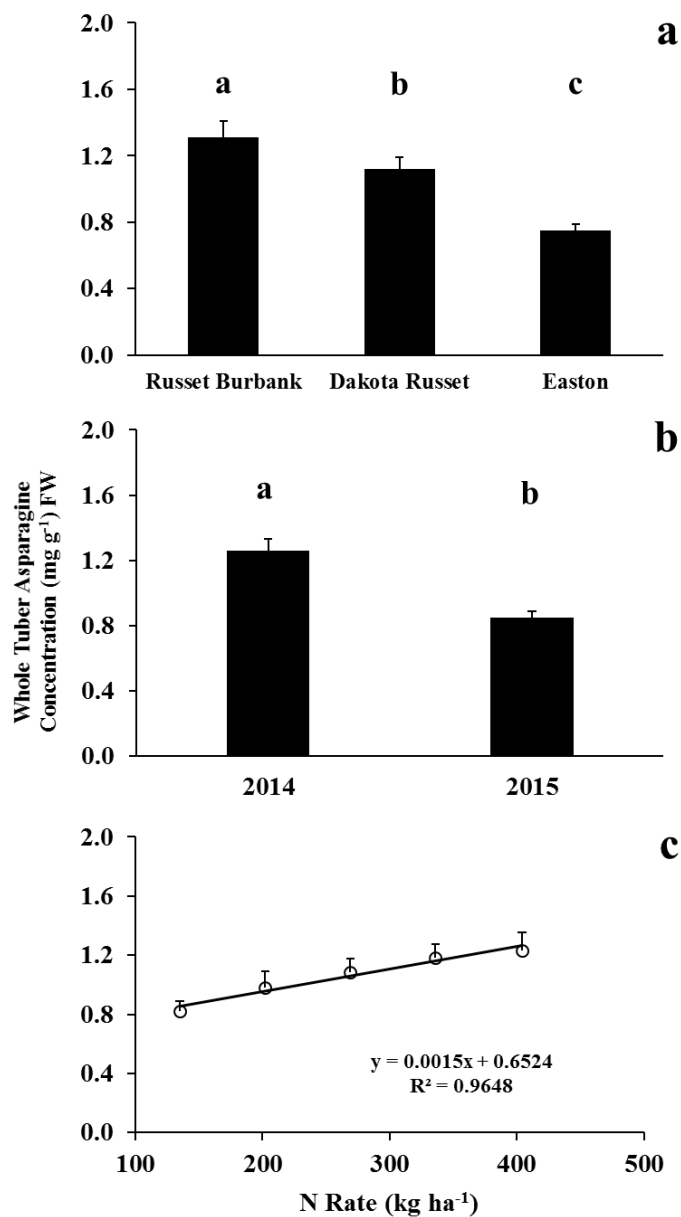 a
2.0
1.6
1.2
0.8
0.4
0.0
a b c
Russet Burbank Dakota Russet Easton
b
Whole Tuber Asparagine
Concentration (mg g⁻¹) FW
2.0
1.6
1.2
0.8
0.4
0.0
a b
2014 2015
c
2.0
1.6
1.2
0.8
0.4
0.0
y = 0.0015x + 0.6524
R² = 0.9648
100 200 300 400 500
N Rate (kg ha⁻¹)